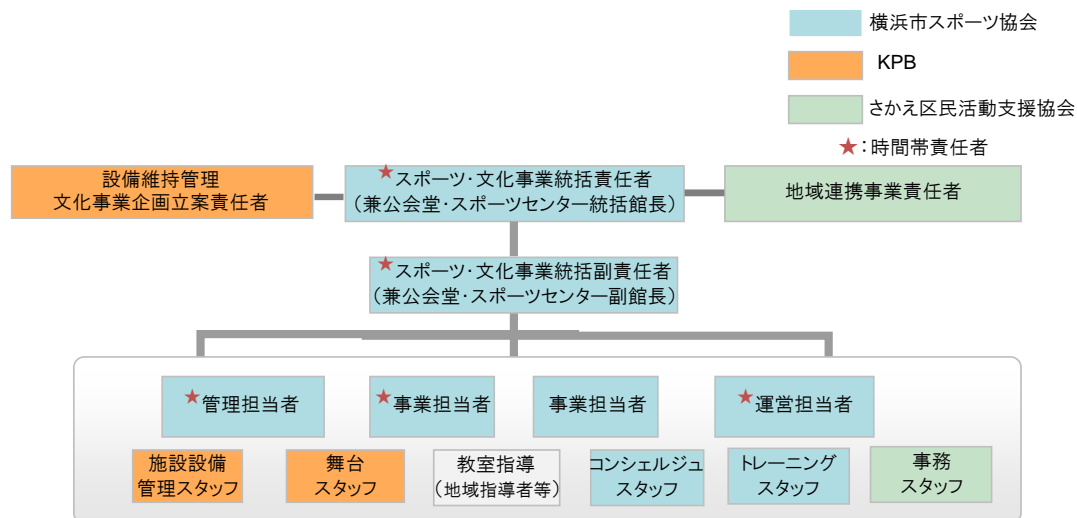 横浜市スポーツ協会
KPB
さかえ区民活動支援協会
★:時間帯責任者
設備維持管理
文化事業企画立案責任者
★スポーツ・文化事業統括責任者
（兼公会堂・スポーツセンター統括館長）
地域連携事業責任者
★スポーツ・文化事業統括副責任者
（兼公会堂・スポーツセンター副館長）
★管理担当者
★事業担当者
事業担当者
★運営担当者
施設設備
管理スタッフ
舞台
スタッフ
教室指導
（地域指導者等）
コンシェルジュ
スタッフ
トレーニング
スタッフ
事務
スタッフ